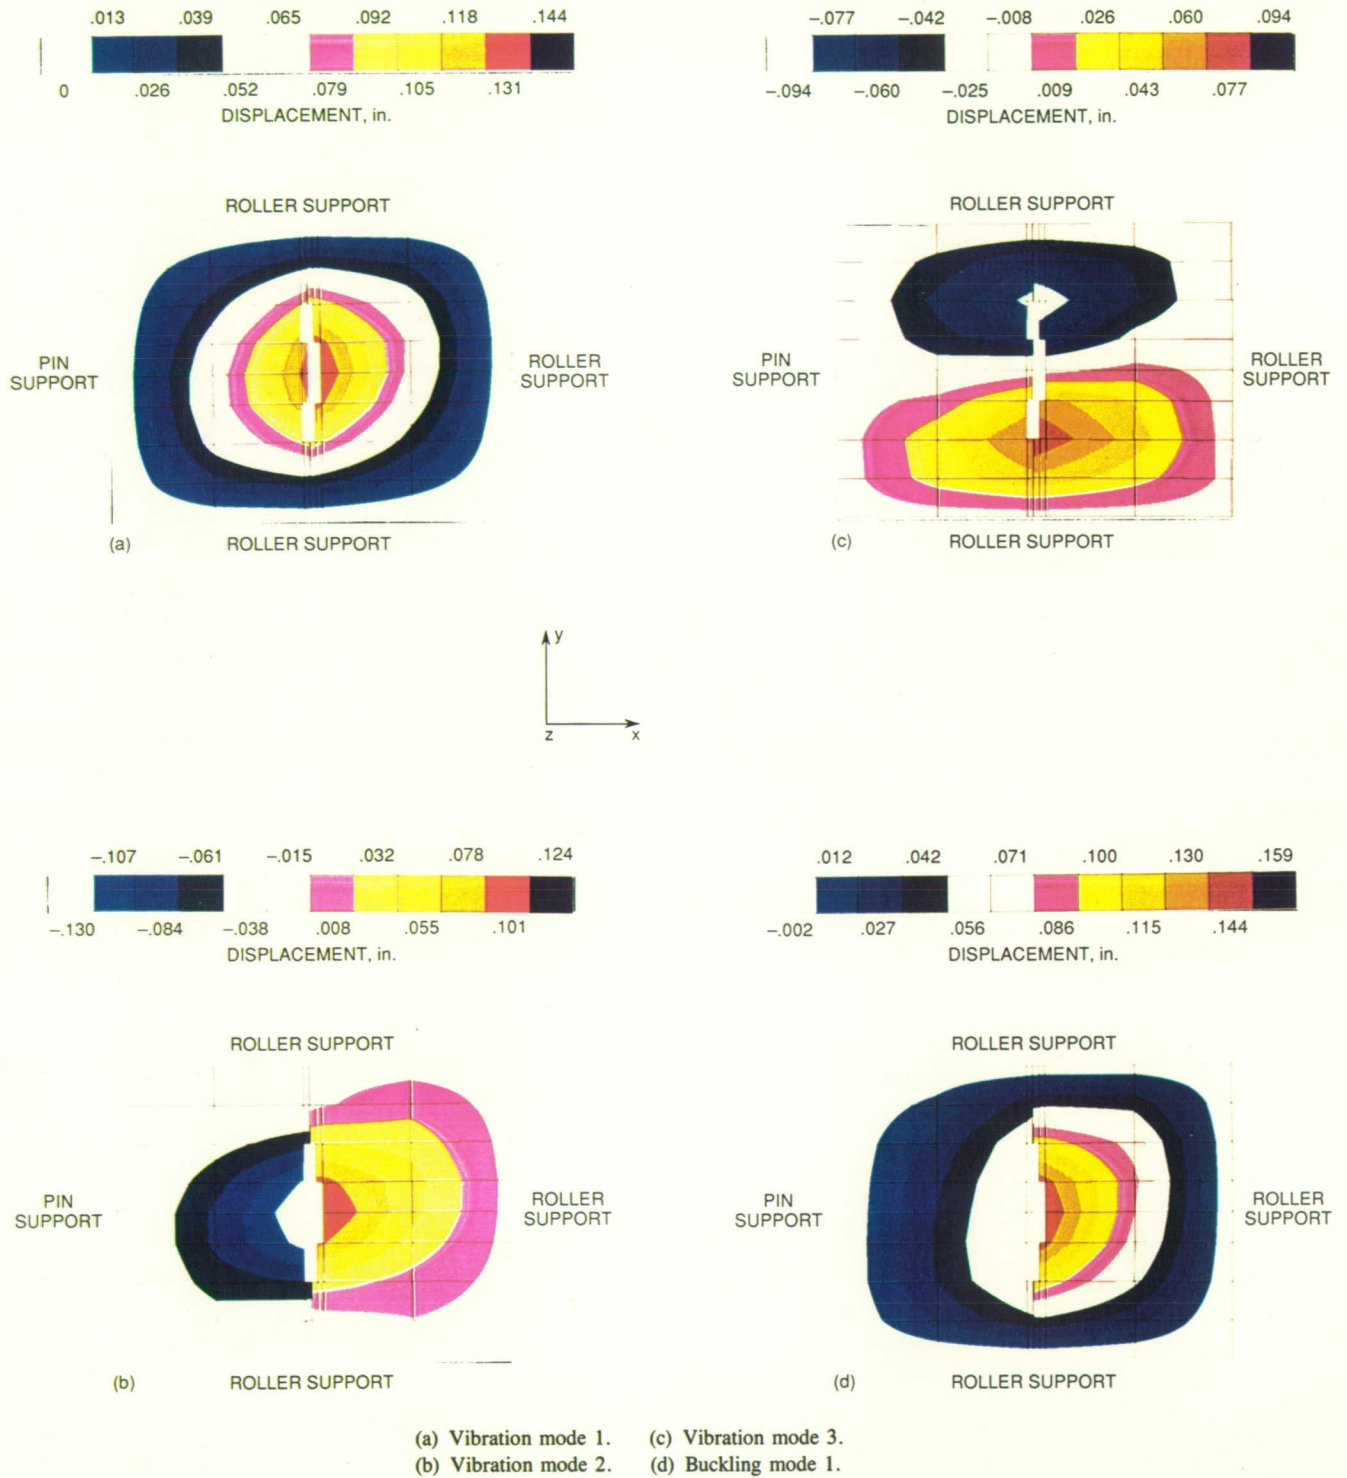 .013 .039 .065 .092 .118 .144
0 .026 .052 .079 .105 .131
DISPLACEMENT, in.
ROLLER SUPPORT
PIN
SUPPORT
ROLLER
SUPPORT
(a)
ROLLER SUPPORT
−.077 −.042 −.008 .026 .060 .094
−.094 −.060 −.025 .009 .043 .077
DISPLACEMENT, in.
ROLLER SUPPORT
PIN
SUPPORT
ROLLER
SUPPORT
(c)
ROLLER SUPPORT
y
z x
−.107 −.061 −.015 .032 .078 .124
−.130 −.084 −.038 .008 .055 .101
DISPLACEMENT, in.
ROLLER SUPPORT
PIN
SUPPORT
ROLLER
SUPPORT
(b)
ROLLER SUPPORT
.012 .042 .071 .100 .130 .159
−.002 .027 .056 .086 .115 .144
DISPLACEMENT, in.
ROLLER SUPPORT
PIN
SUPPORT
ROLLER
SUPPORT
(d)
ROLLER SUPPORT
(a) Vibration mode 1. (c) Vibration mode 3.
(b) Vibration mode 2. (d) Buckling mode 1.